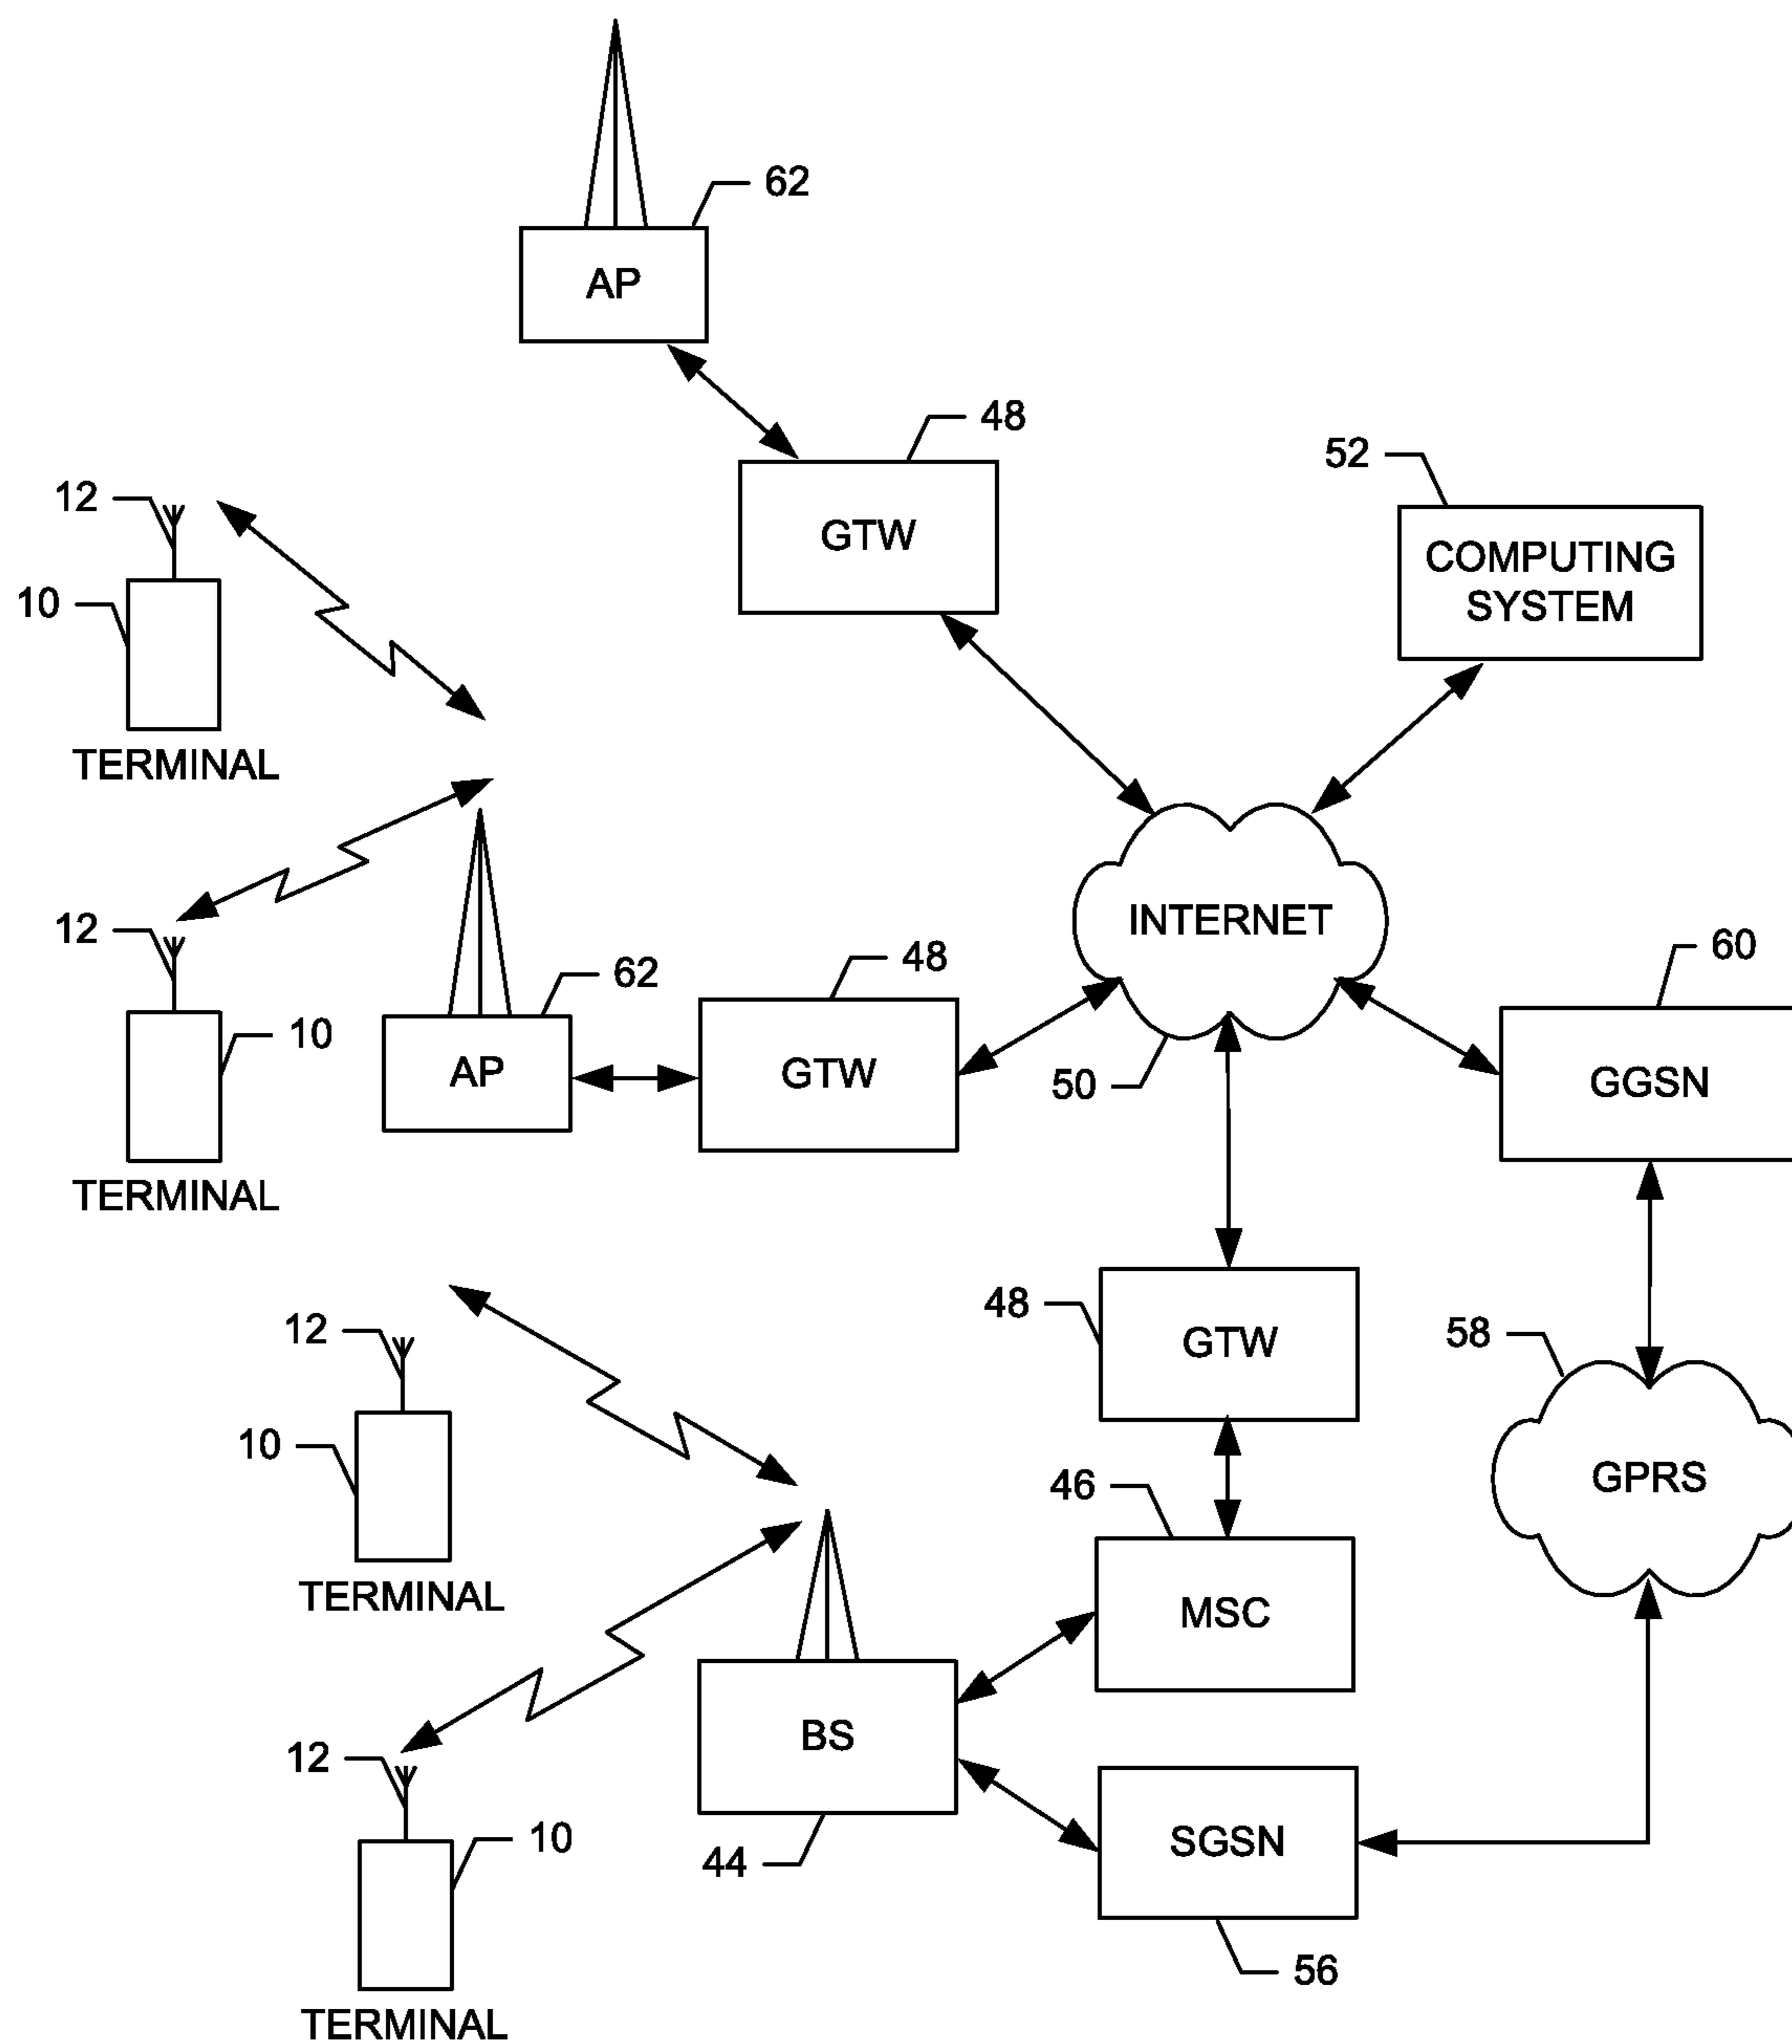 62
AP
48
GTW
52
COMPUTING
SYSTEM
12
10
TERMINAL
INTERNET
50
12
10
TERMINAL
62
AP
48
GTW
60
GGSN
48
GTW
58
GPRS
12
10
TERMINAL
46
MSC
BS
44
12
10
TERMINAL
SGSN
56